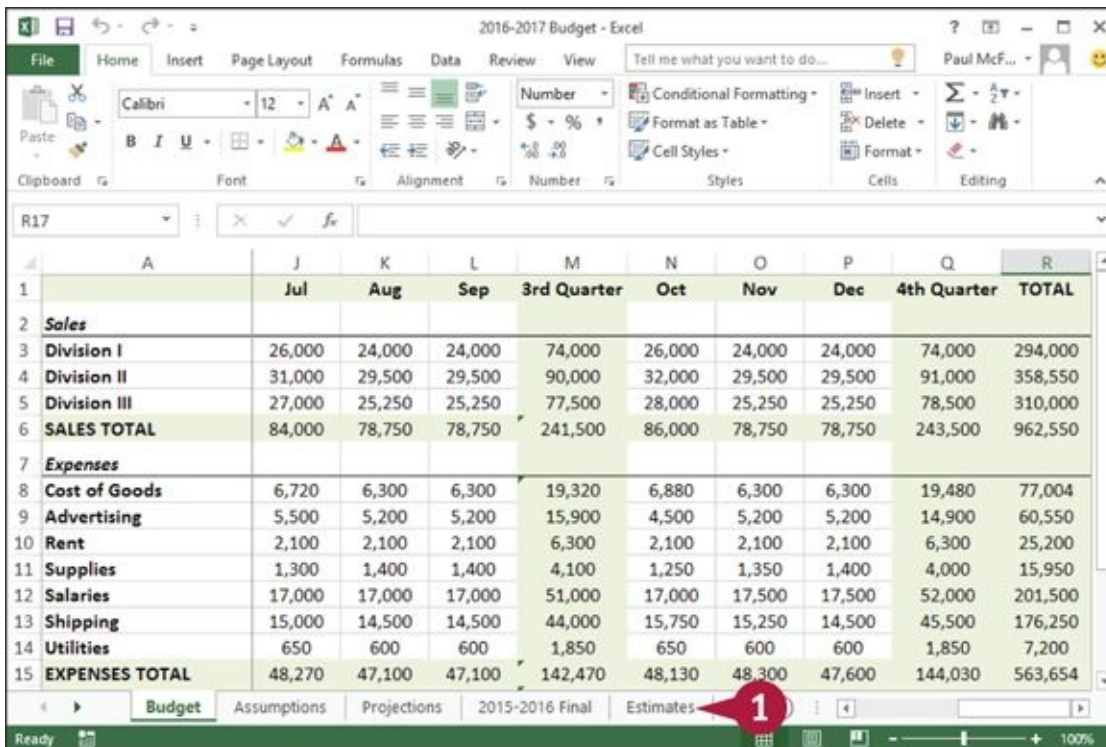 2016-2017 Budget - Excel ?
File Home Insert Page Layout Formulas Data Review View Tell me what you want to do... Paul McF...
Paste Calibri 12 A A Number Conditional Formatting Insert Σ
B I U A $ % , Format as Table Delete
Cell Styles Format
Clipboard Font Alignment Number Styles Cells Editing
R17 fx
A J K L M N O P Q R
1 Jul Aug Sep 3rd Quarter Oct Nov Dec 4th Quarter TOTAL
2 Sales
3 Division I 26,000 24,000 24,000 74,000 26,000 24,000 24,000 74,000 294,000
4 Division II 31,000 29,500 29,500 90,000 32,000 29,500 29,500 91,000 358,550
5 Division III 27,000 25,250 25,250 77,500 28,000 25,250 25,250 78,500 310,000
6 SALES TOTAL 84,000 78,750 78,750 241,500 86,000 78,750 78,750 243,500 962,550
7 Expenses
8 Cost of Goods 6,720 6,300 6,300 19,320 6,880 6,300 6,300 19,480 77,004
9 Advertising 5,500 5,200 5,200 15,900 4,500 5,200 5,200 14,900 60,550
10 Rent 2,100 2,100 2,100 6,300 2,100 2,100 2,100 6,300 25,200
11 Supplies 1,300 1,400 1,400 4,100 1,250 1,350 1,400 4,000 15,950
12 Salaries 17,000 17,000 17,000 51,000 17,000 17,500 17,500 52,000 201,500
13 Shipping 15,000 14,500 14,500 44,000 15,750 15,250 14,500 45,500 176,250
14 Utilities 650 600 600 1,850 650 600 600 1,850 7,200
15 EXPENSES TOTAL 48,270 47,100 47,100 142,470 48,130 48,300 47,600 144,030 563,654
Budget Assumptions Projections 2015-2016 Final Estimates 1
Ready 100%